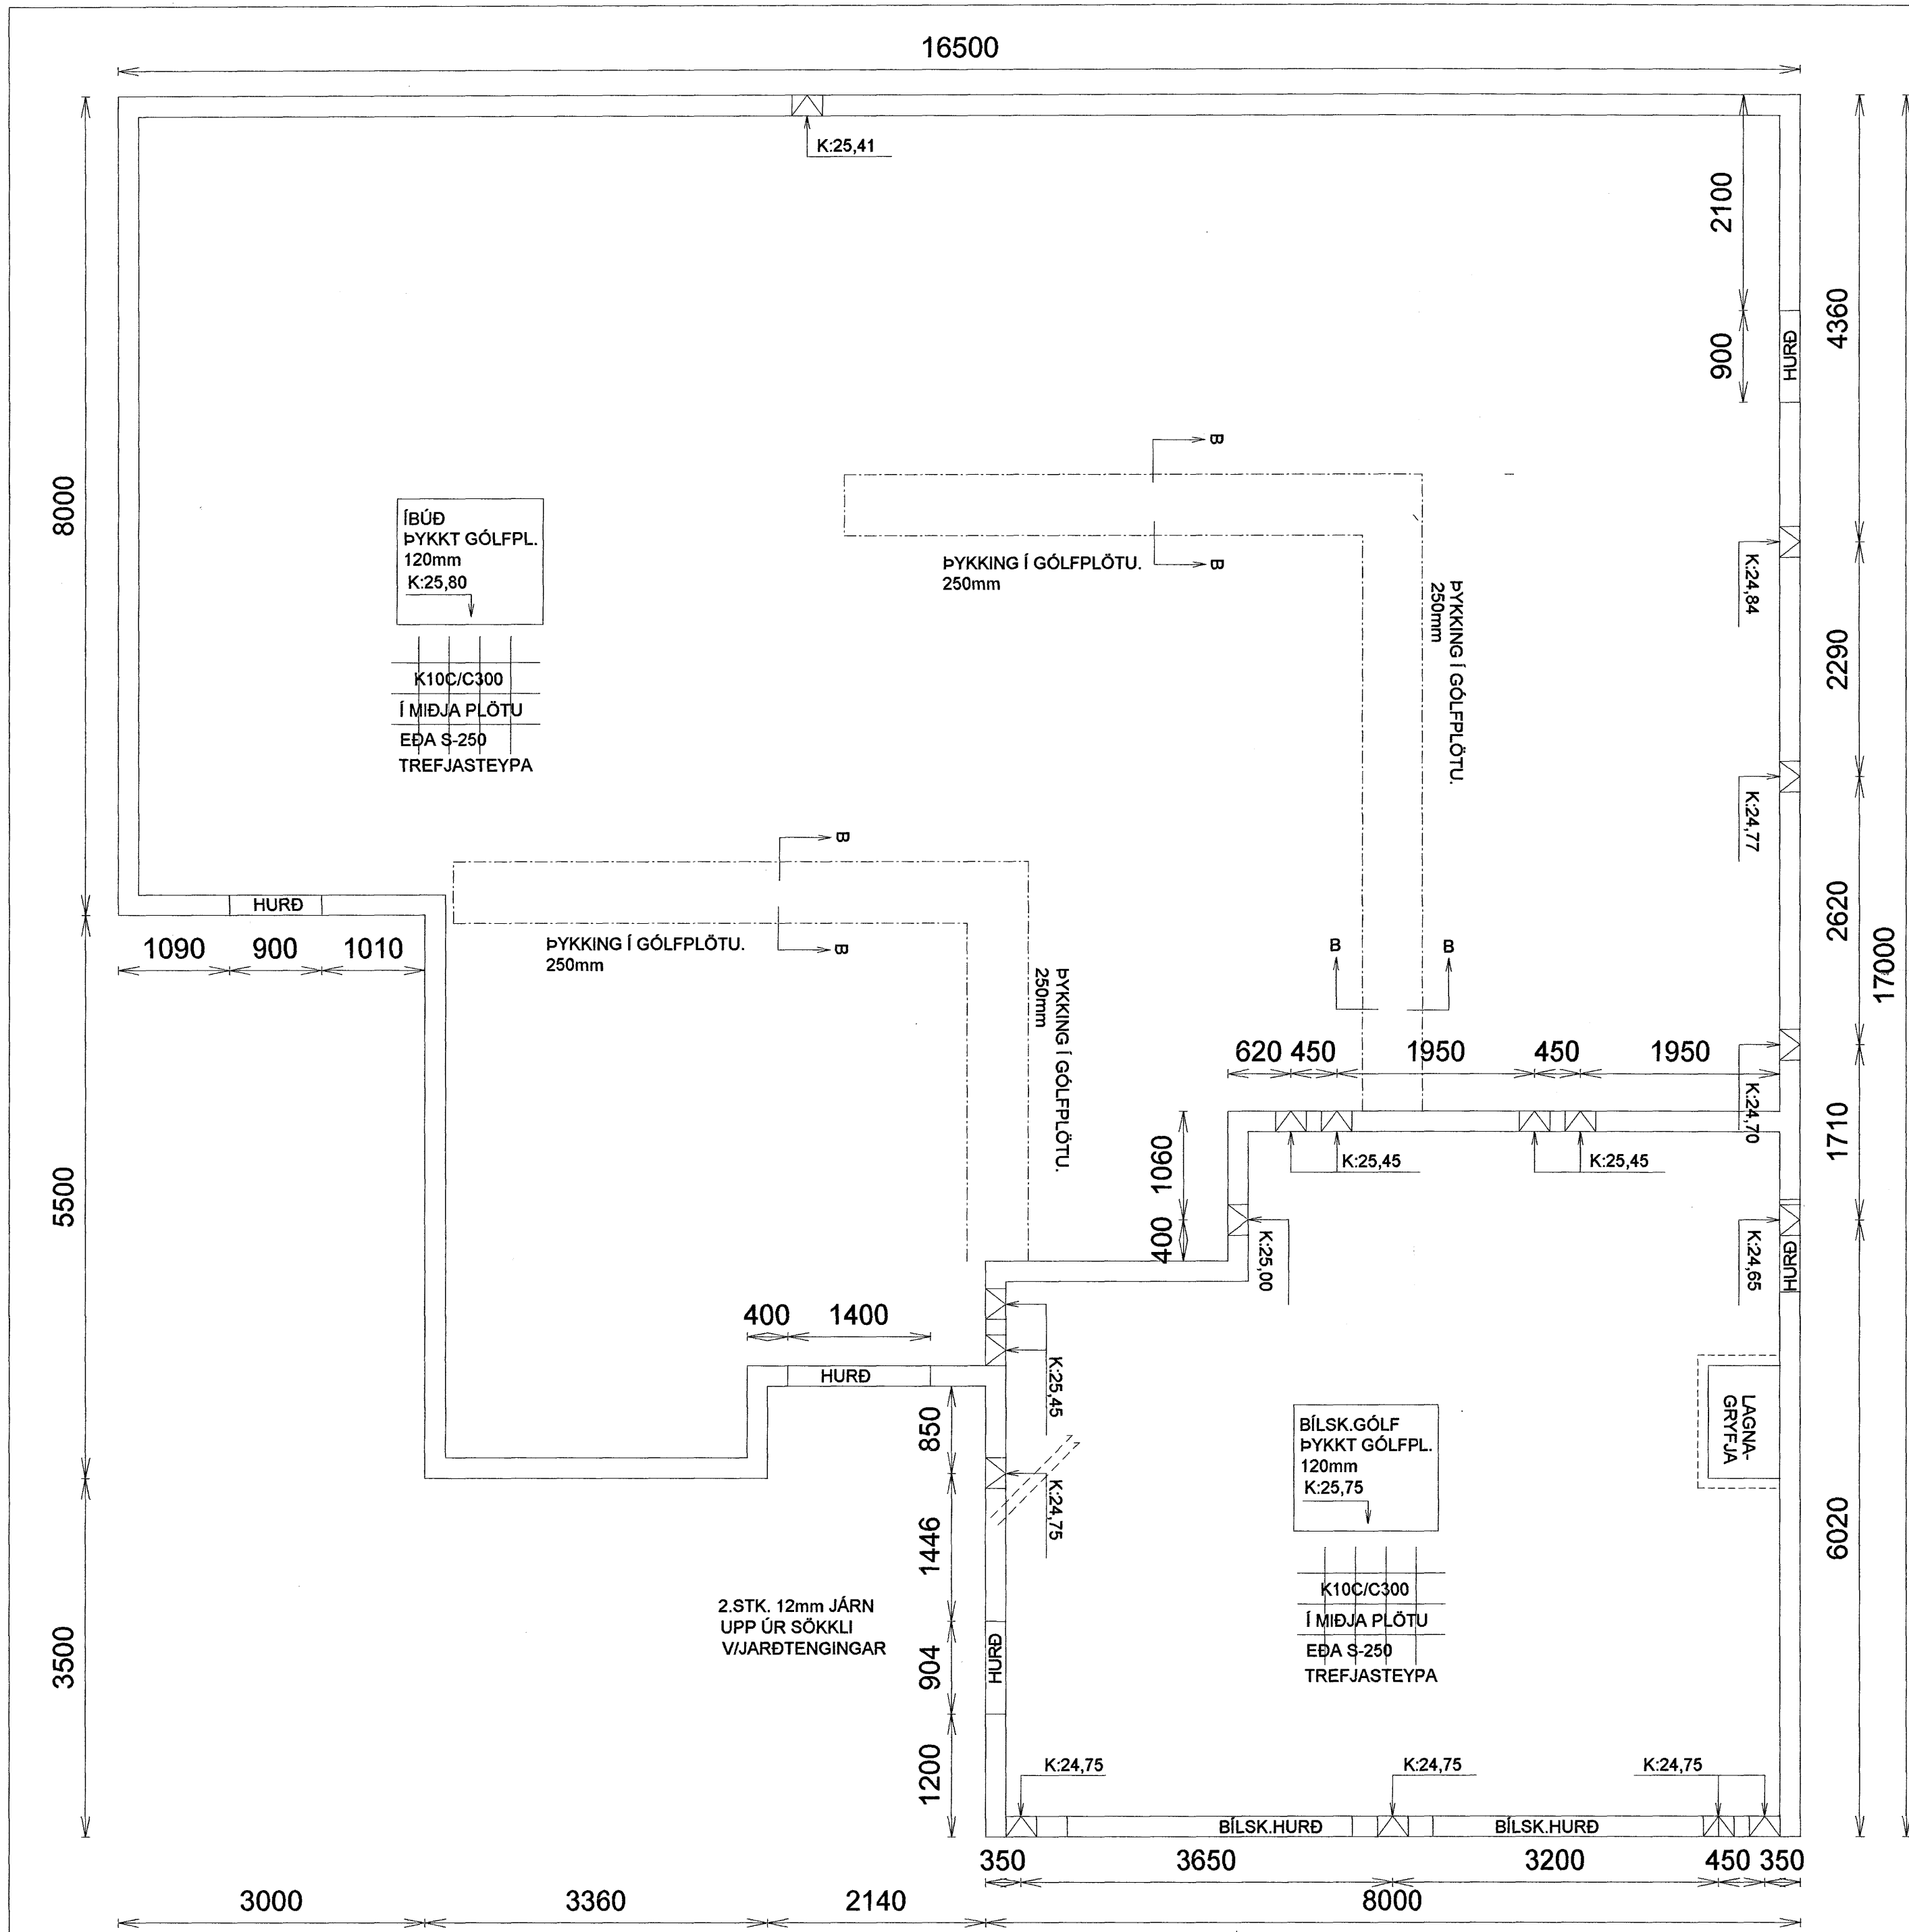 16500
K:25,41
2100
4360
900
HURÐ
8000
B
B
ÍBÚÐ
ÞYKKT GÓLFPL.
120mm
K:25,80
ÞYKKING Í GÓLFPLÖTU.
250mm
ÞYKKING Í GÓLFPLÖTU.
250mm
K:24,84
2290
K10C/C300
Í MIÐJA PLÖTU
EÐA S-250
TREFJASTEYPA
K:24,77
B
B
HURÐ
1090
900
1010
ÞYKKING Í GÓLFPLÖTU.
250mm
ÞYKKING Í GÓLFPLÖTU.
250mm
B
B
2620
17000
620
450
1950
450
1950
K:24,70
1710
5500
1060
400
K:25,45
K:25,45
K:25,00
K:24,65
HURÐ
400
1400
HURÐ
K:25,45
850
LAGNA-
GRYFJA
BÍLSK.GÓLF
ÞYKKT GÓLFPL.
120mm
K:25,75
K:24,75
1446
6020
K10C/C300
Í MIÐJA PLÖTU
EÐA S-250
TREFJASTEYPA
2.STK. 12mm JÁRN
UPP ÚR SÖKKLI
V/JARÐTENGINGAR
3500
904
HURÐ
1200
K:24,75
K:24,75
K:24,75
BÍLSK.HURÐ
BÍLSK.HURÐ
350
3650
3200
450
350
3000
3360
2140
8000